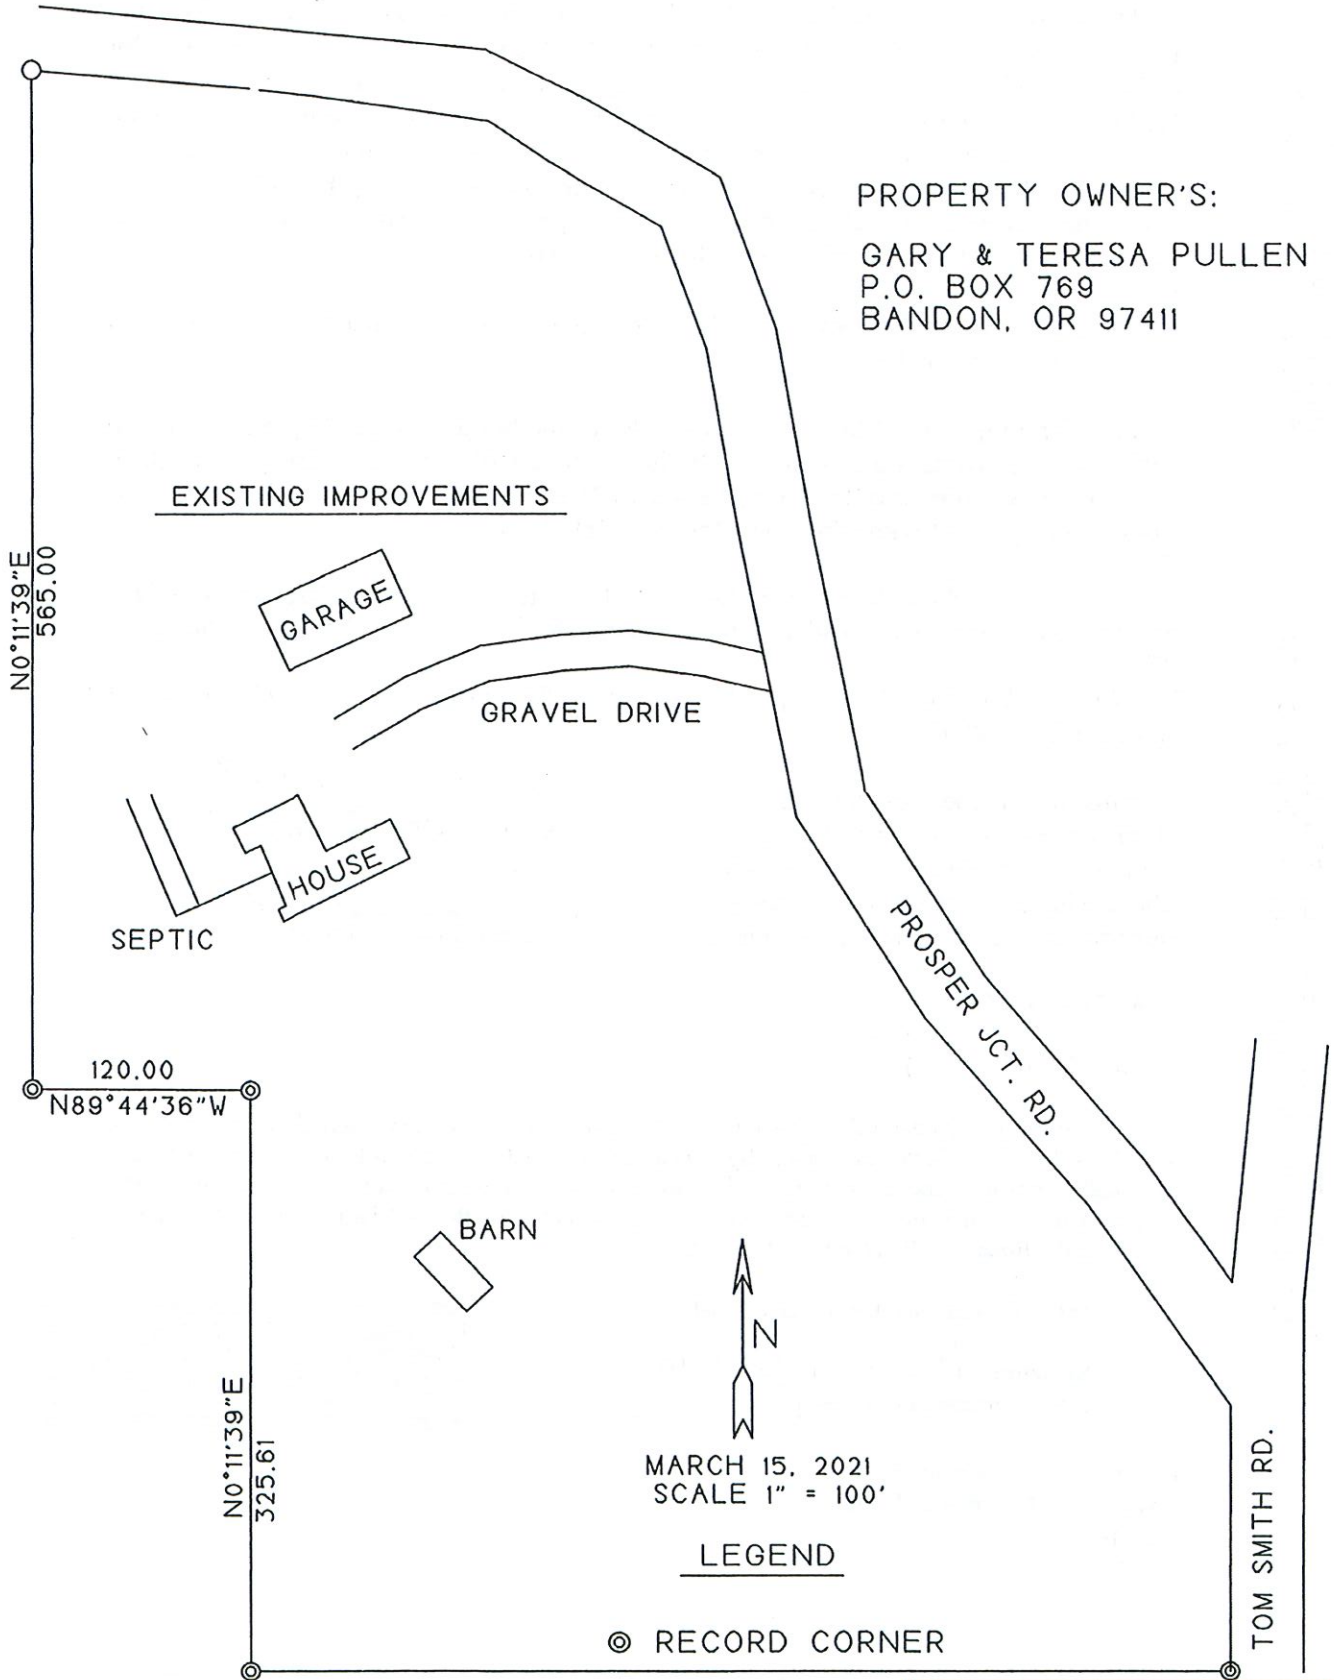 PROPERTY OWNER'S:
GARY & TERESA PULLEN
P.O. BOX 769
BANDON, OR 97411
EXISTING IMPROVEMENTS
GARAGE
N0°11'39"E
565.00
GRAVEL DRIVE
HOUSE
SEPTIC
PROSPER JCT. RD.
120.00
N89°44'36"W
BARN
N
N0°11'39"E
325.61
MARCH 15, 2021
SCALE 1" = 100'
LEGEND
RECORD CORNER
TOM SMITH RD.